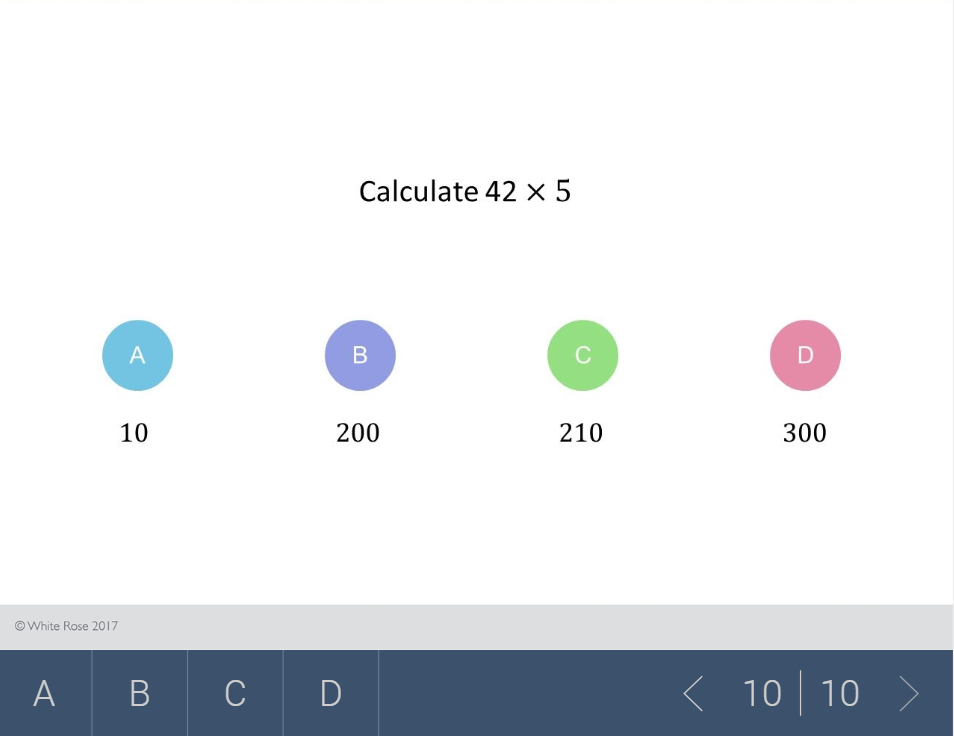 Calculate 42 × 5
A B C D
10 200 210 300
© White Rose 2017
A B C D < 10 | 10 >